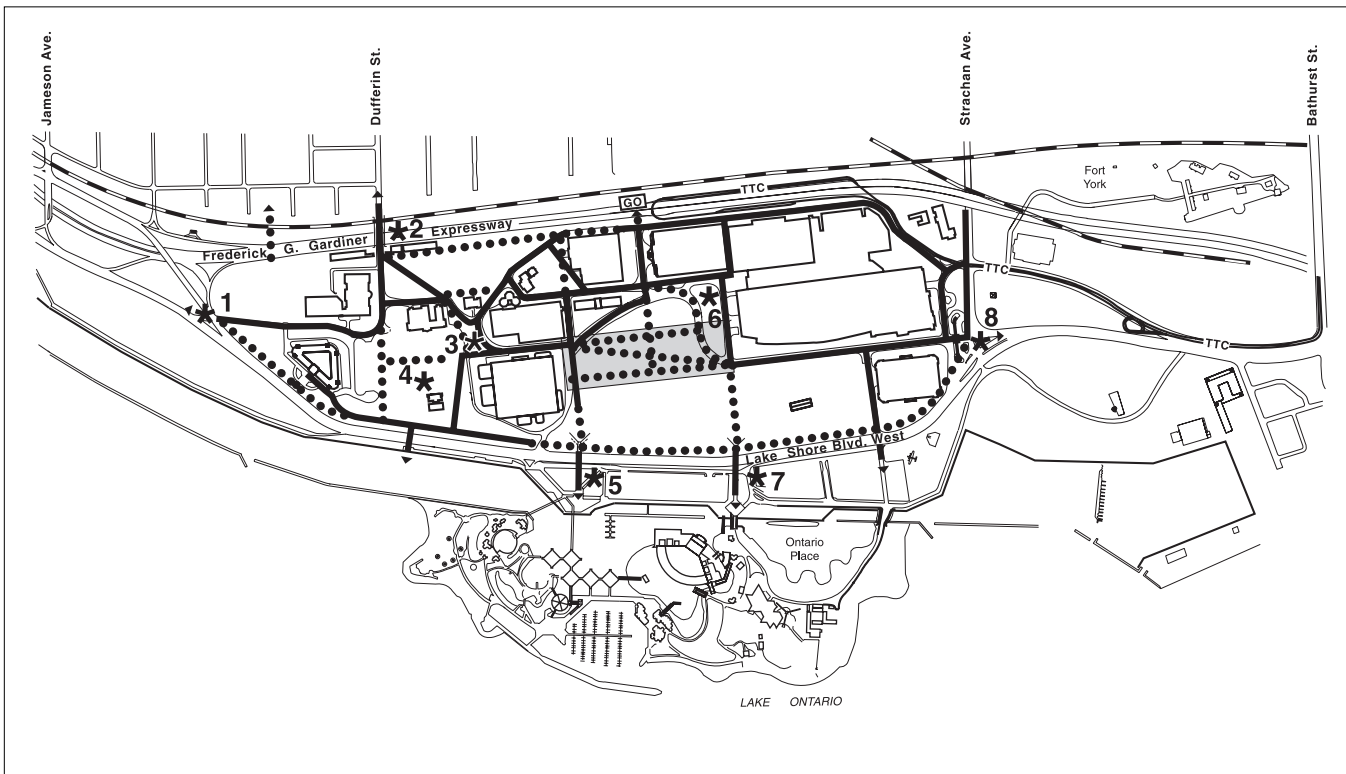 Jameson Ave.
Dufferin St.
Strachan Ave.
Bathurst St.
Fort
York
GO
TTC
2
Frederick G. Gardiner Expressway
TTC
1
6
8
3
TTC
4
Lake Shore Blvd. West
5
7
Ontario
Place
LAKE ONTARIO